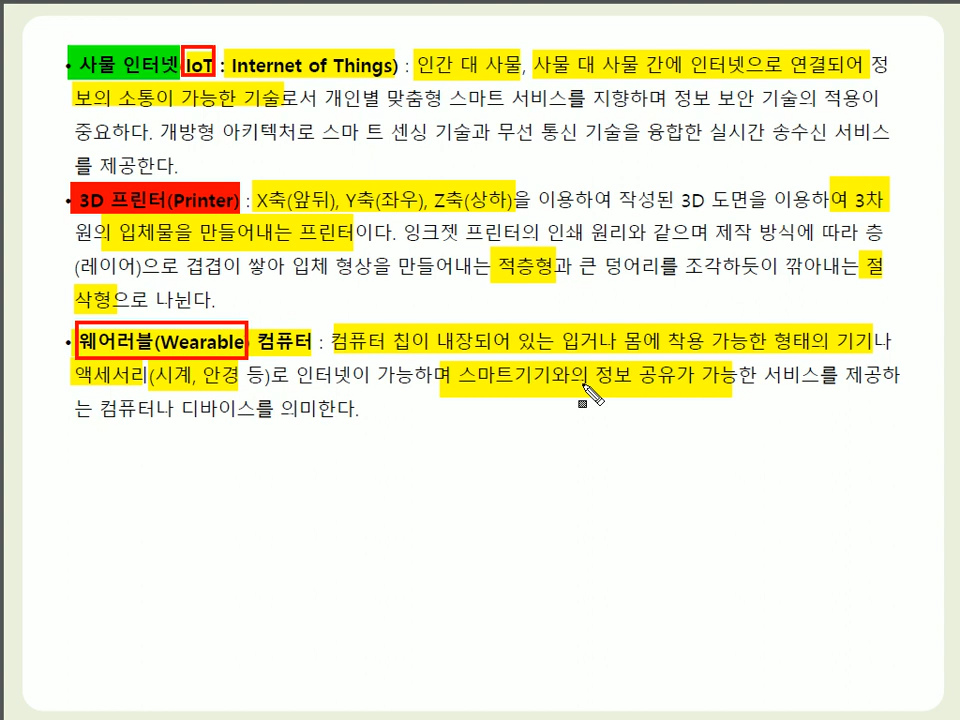 • 사물 인터넷(IoT : Internet of Things) : 인간 대 사물, 사물 대 사물 간에 인터넷으로 연결되어 정
보의 소통이 가능한 기술로서 개인별 맞춤형 스마트 서비스를 지향하며 정보 보안 기술의 적용이
중요하다. 개방형 아키텍처로 스마 트 센싱 기술과 무선 통신 기술을 융합한 실시간 송수신 서비스
를 제공한다.
• 3D 프린터(Printer) : X축(앞뒤), Y축(좌우), Z축(상하)을 이용하여 작성된 3D 도면을 이용하여 3차
원의 입체물을 만들어내는 프린터이다. 잉크젯 프린터의 인쇄 원리와 같으며 제작 방식에 따라 층
(레이어)으로 겹겹이 쌓아 입체 형상을 만들어내는 적층형과 큰 덩어리를 조각하듯이 깎아내는 절
삭형으로 나뉜다.
• 웨어러블(Wearable) 컴퓨터 : 컴퓨터 칩이 내장되어 있는 입거나 몸에 착용 가능한 형태의 기기나
액세서리(시계, 안경 등)로 인터넷이 가능하며 스마트기기와의 정보 공유가 가능한 서비스를 제공하
는 컴퓨터나 디바이스를 의미한다.